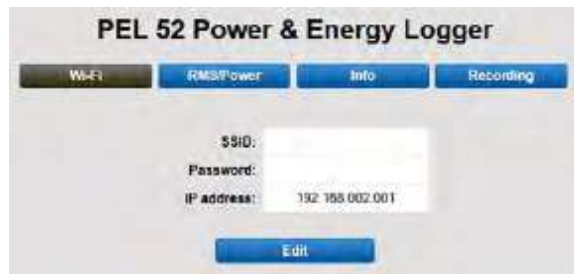 PEL 52 Power & Energy Logger
Wi-Fi RMS/Power Info Recording
SSID:
Password:
IP address: 192.168.002.001
Edit